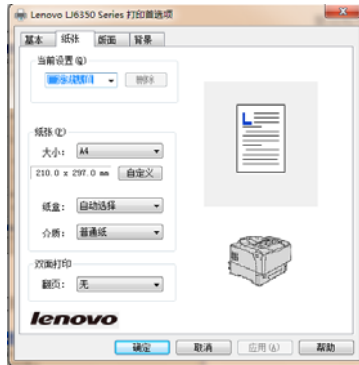 Lenovo LJ6350 Series 打印首选项
基本 纸张 版面 背景
当前设置(Q)
删除
纸张(P)
大小: A4
210.0 x 297.0 mm 自定义
纸盒: 自动选择
介质: 普通纸
双面打印
翻页: 无
lenovo
确定 取消 应用(A) 帮助